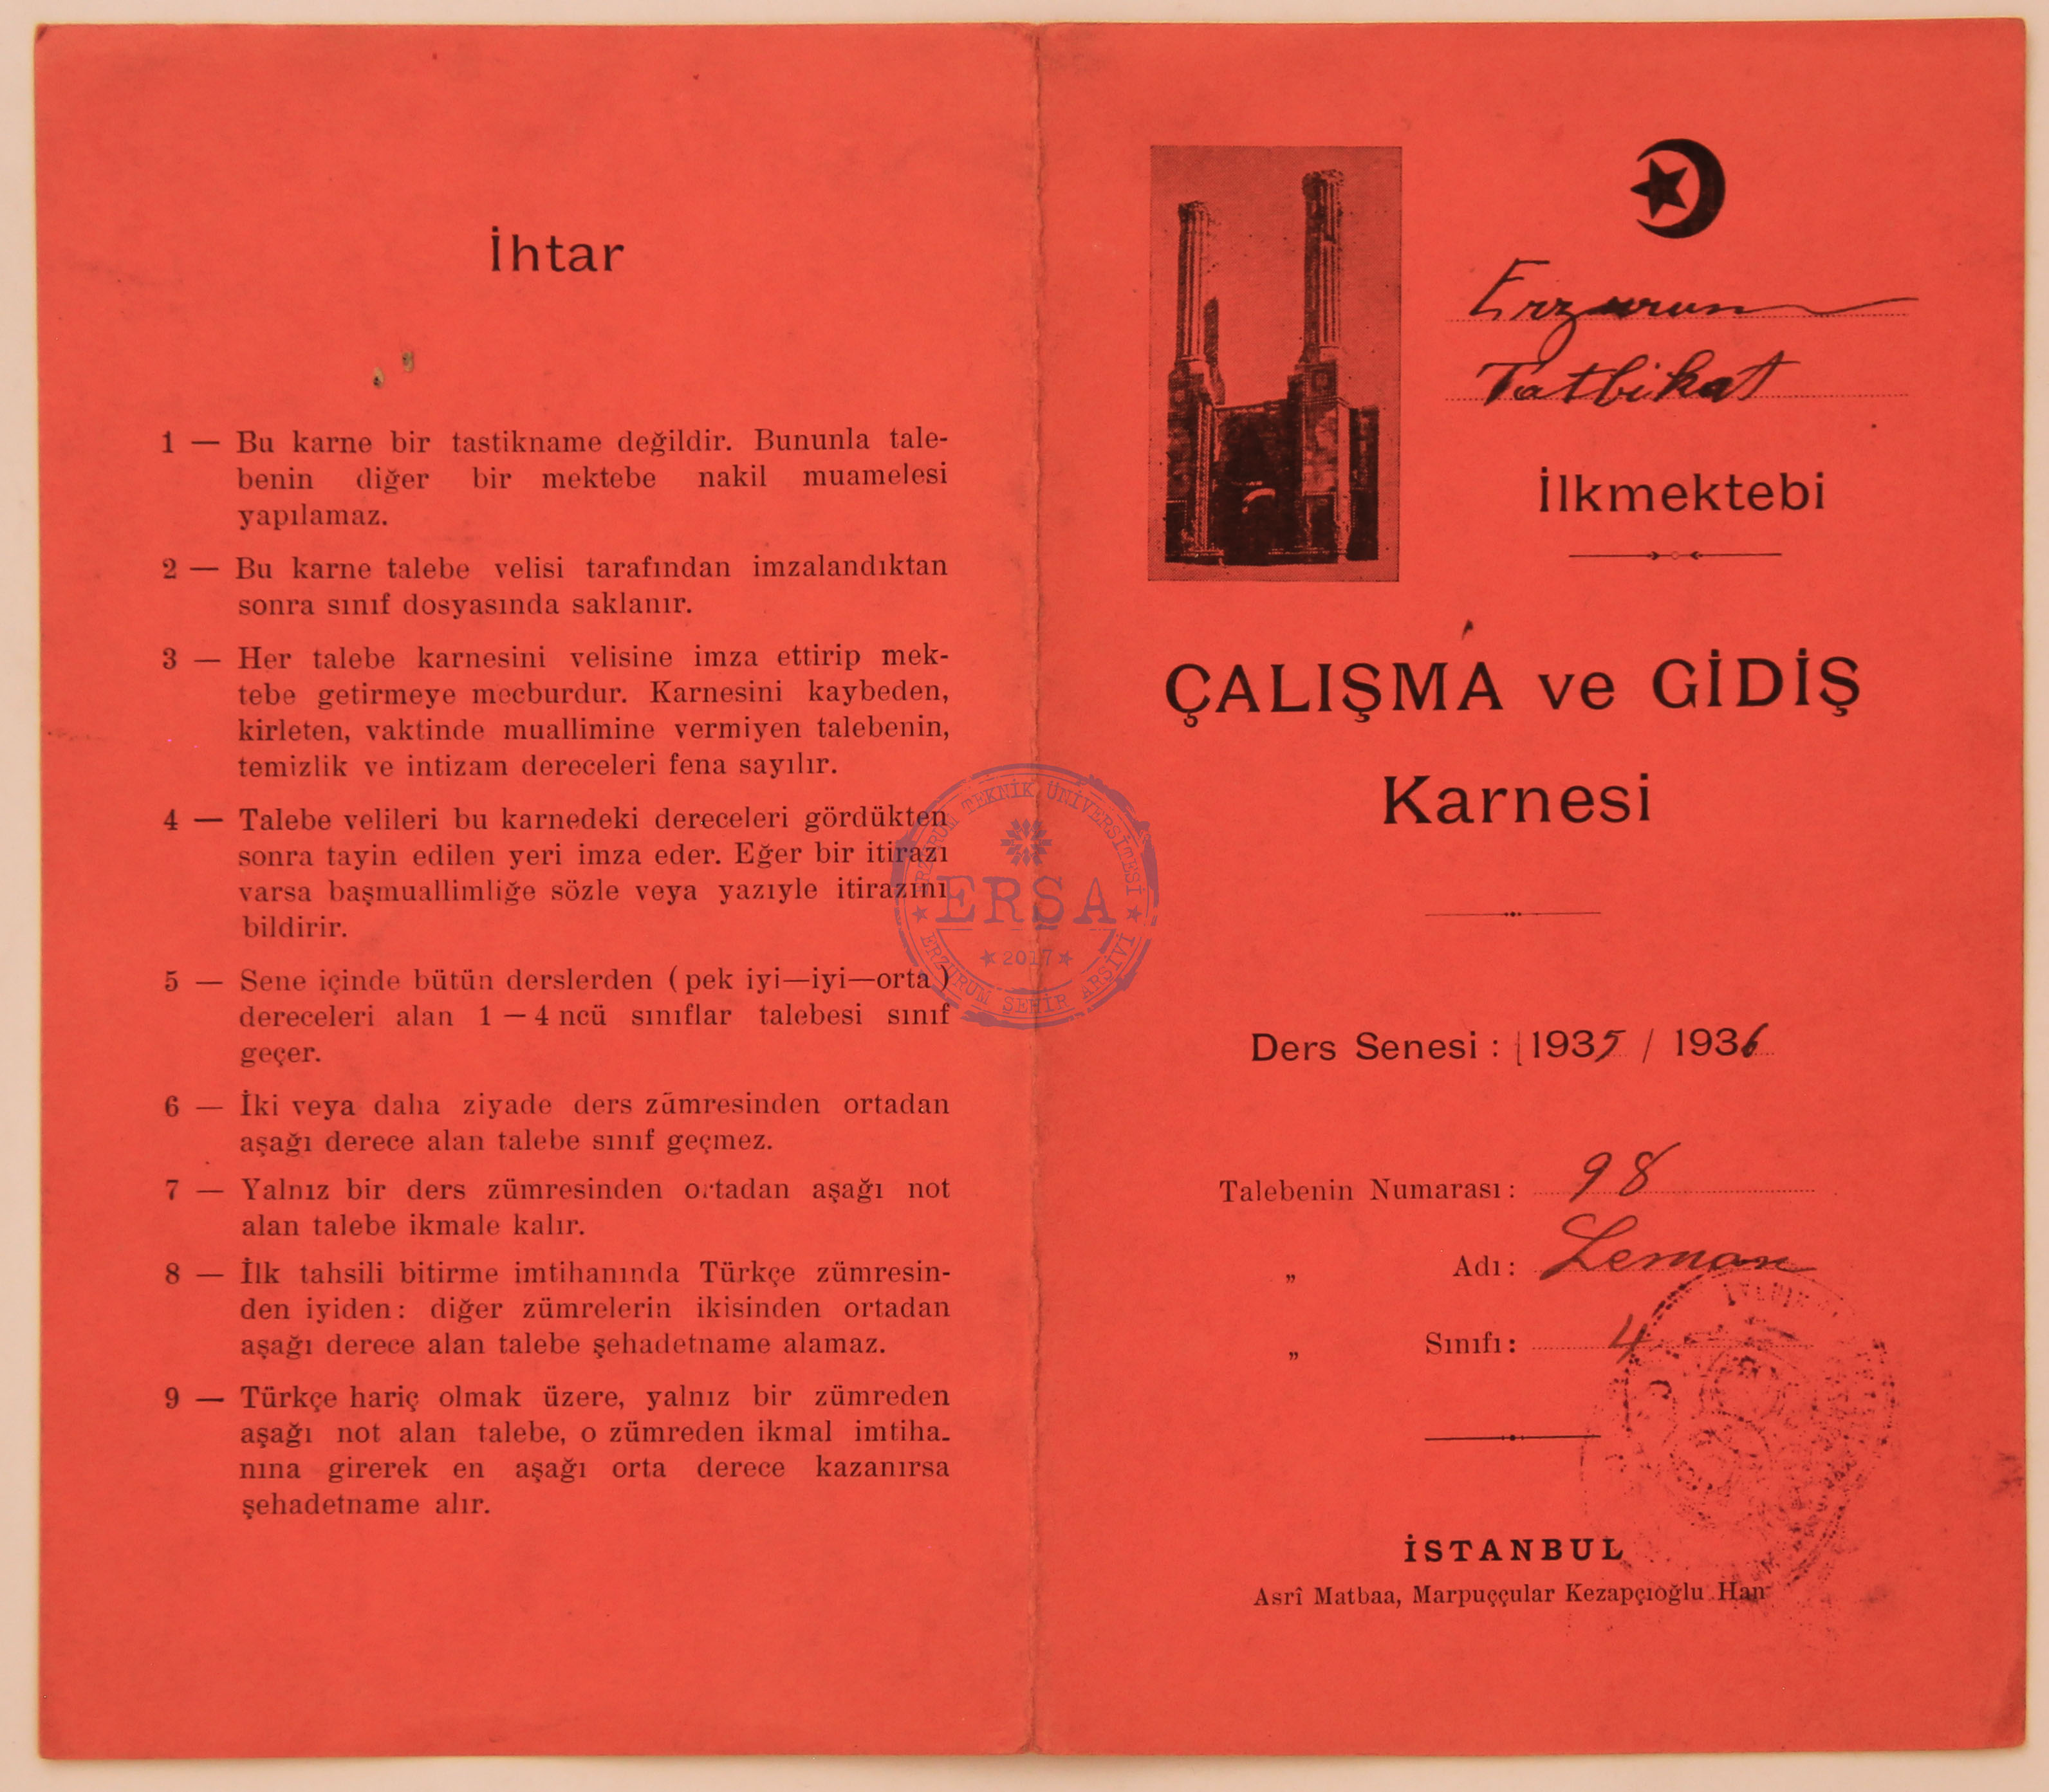 İhtar
1 — Bu karne bir tastikname değildir. Bununla tale-
benin diğer bir mektebe nakil muamelesi
yapılamaz.
2 — Bu karne talebe velisi tarafından imzalandıktan
sonra sınıf dosyasında saklanır.
3 — Her talebe karnesini velisine imza ettirip mek-
tebe getirmeye mecburdur. Karnesini kaybeden,
kirleten, vaktinde muallimine vermiyen talebenin,
temizlik ve intizam dereceleri fena sayılır.
4 — Talebe velileri bu karnedeki dereceleri gördükten
sonra tayin edilen yeri imza eder. Eğer bir itirazı
varsa başmuallimliğe sözle veya yazıyle itirazını
bildirir.
5 — Sene içinde bütün derslerden (pek iyi—iyi—orta)
dereceleri alan 1 — 4 ncü sınıflar talebesi sınıf
geçer.
6 — İki veya daha ziyade ders zümresinden ortadan
aşağı derece alan talebe sınıf geçmez.
7 — Yalnız bir ders zümresinden ortadan aşağı not
alan talebe ikmale kalır.
8 — İlk tahsili bitirme imtihanında Türkçe zümresin-
den iyiden: diğer zümrelerin ikisinden ortadan
aşağı derece alan talebe şehadetname alamaz.
9 — Türkçe hariç olmak üzere, yalnız bir zümreden
aşağı not alan talebe, o zümreden ikmal imtiha-
nına girerek en aşağı orta derece kazanırsa
şehadetname alır.
Erzurum
Tatbikat
İlkmektebi
ÇALIŞMA ve GİDİŞ
Karnesi
Ders Senesi : 1935 / 1936
Talebenin Numarası: 98
„ Adı: Leman
„ Sınıfı: 4
İSTANBUL
Asrî Matbaa, Marpuççular Kezapçıoğlu Han
ERZURUM TEKNİK ÜNİVERSİTESİ
ERŞA
2017
ERZURUM ŞEHİR ARŞİVİ